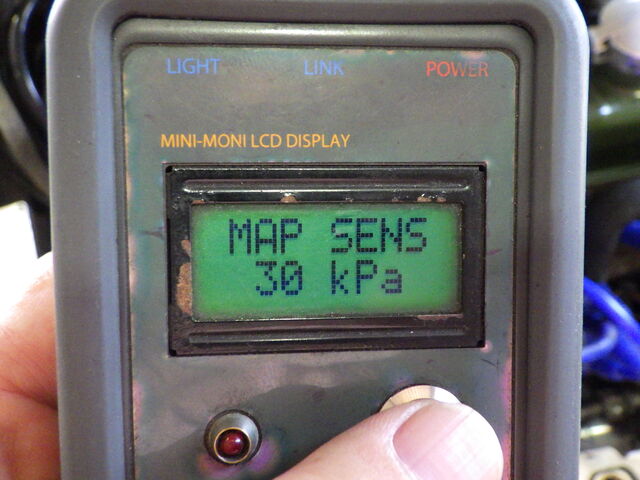 LIGHT LINK POWER
MINI-MONI LCD DISPLAY
MAP SENS
30 kPa